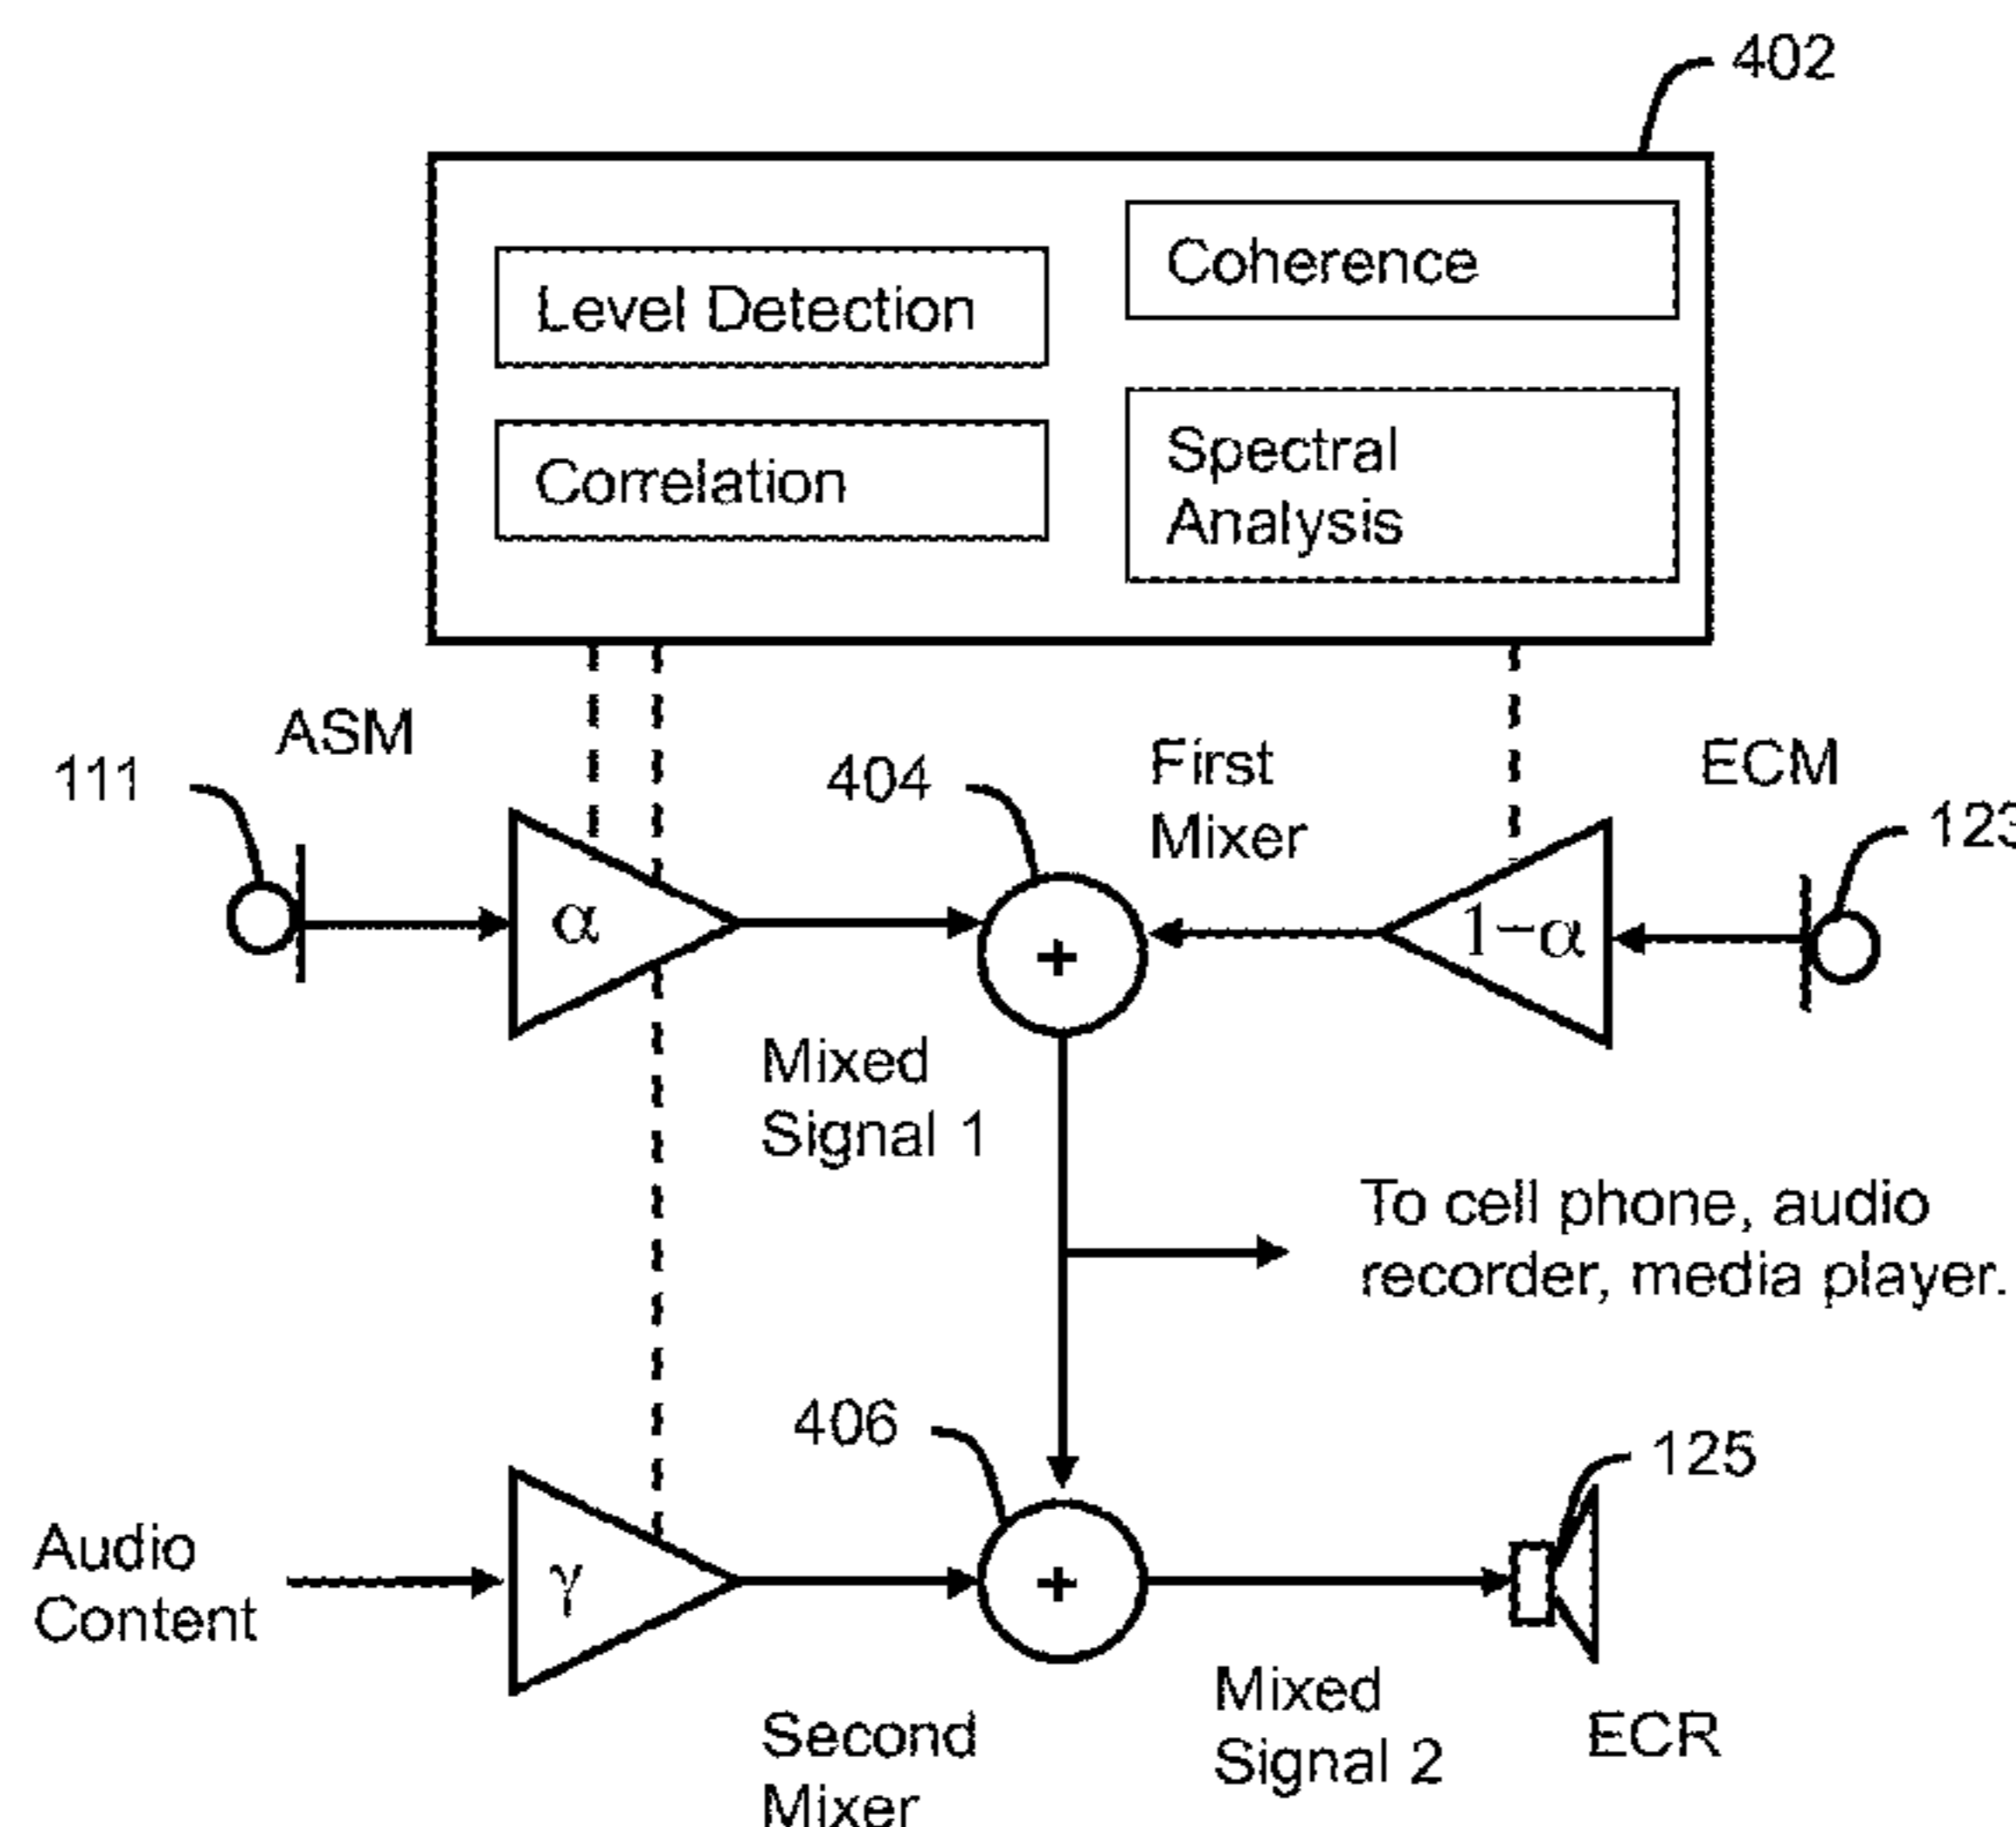 402
Coherence
Level Detection
Spectral
Analysis
Correlation
ASM
111
404
First
Mixer
ECM
123
α
+
1-α
Mixed
Signal 1
To cell phone, audio
recorder, media player.
406
125
Audio
Content
γ
+
Second
Mixer
Mixed
Signal 2
ECR